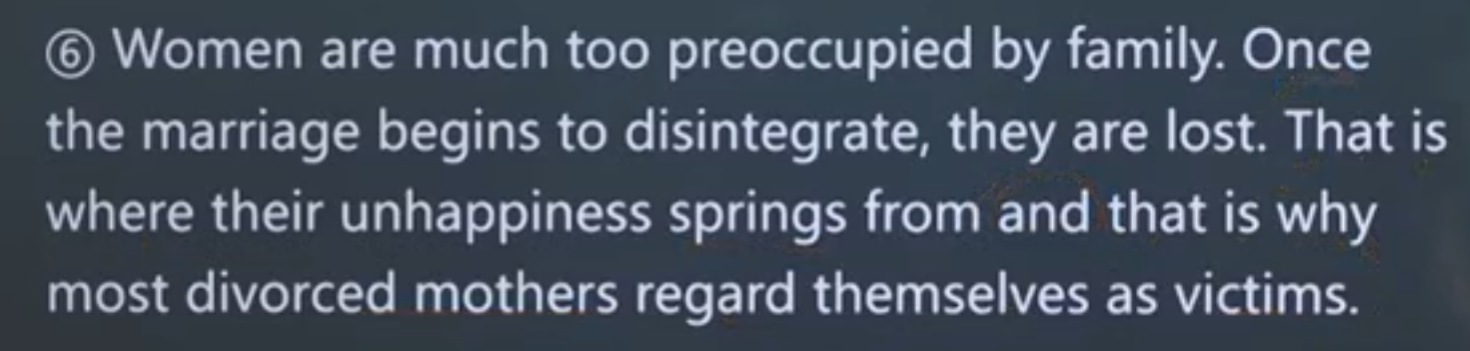 ⑥ Women are much too preoccupied by family. Once
the marriage begins to disintegrate, they are lost. That is
where their unhappiness springs from and that is why
most divorced mothers regard themselves as victims.